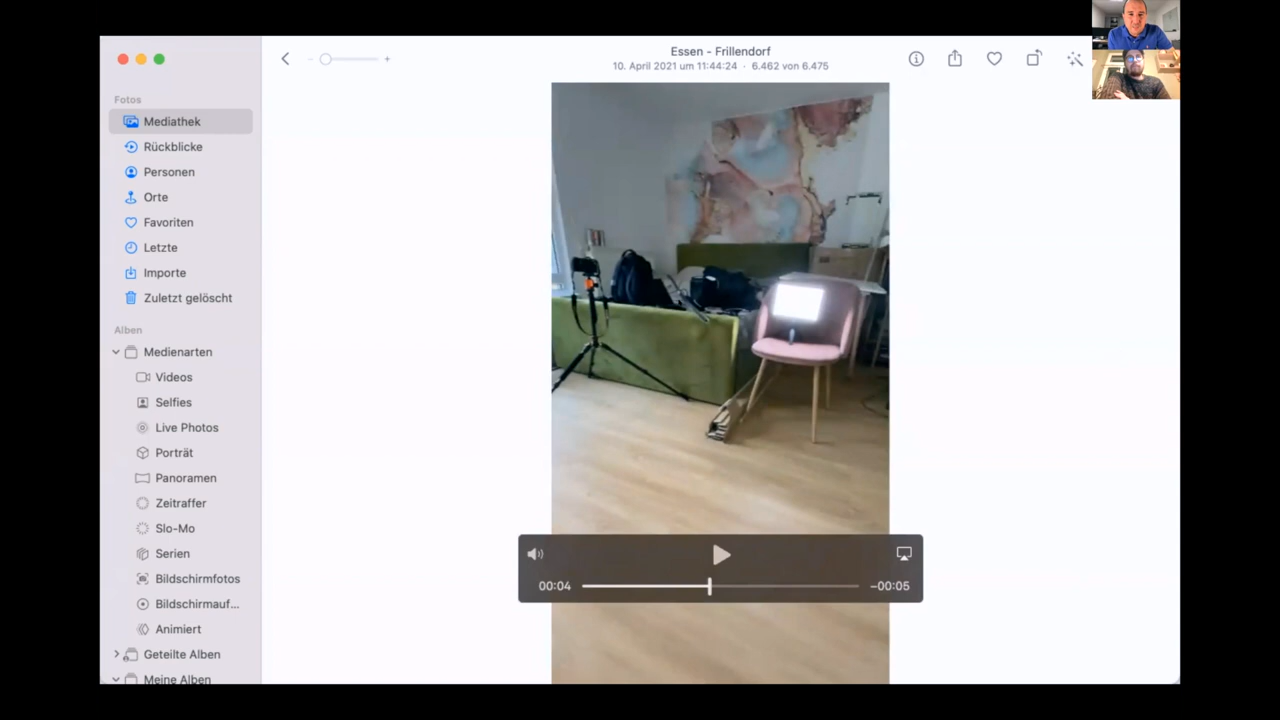 Essen - Frillendorf
10. April 2021 um 11:44:24 · 6.462 von 6.475
Fotos
Mediathek
Rückblicke
Personen
Orte
Favoriten
Letzte
Importe
Zuletzt gelöscht
Alben
Medienarten
Videos
Selfies
Live Photos
Porträt
Panoramen
Zeitraffer
Slo-Mo
Serien
Bildschirmfotos
Bildschirmauf...
Animiert
Geteilte Alben
Meine Alben
00:04
−00:05